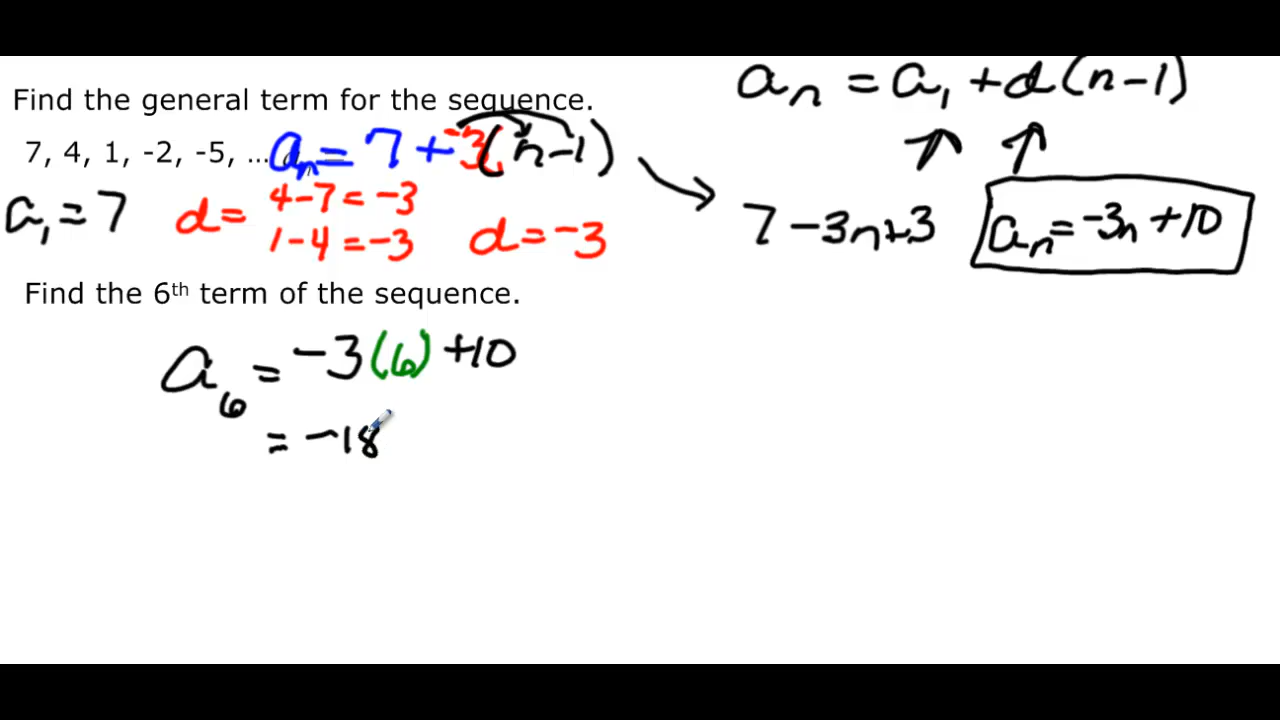 aₙ = a₁ + d(n-1)
Find the general term for the sequence.
7, 4, 1, -2, -5, ... aₙ = 7 + -3(n-1)
a₁ = 7 d = 4-7 = -3
1-4 = -3 d = -3
7 - 3n + 3 aₙ = -3n + 10
Find the 6th term of the sequence.
a₆ = -3(6) + 10
= -18